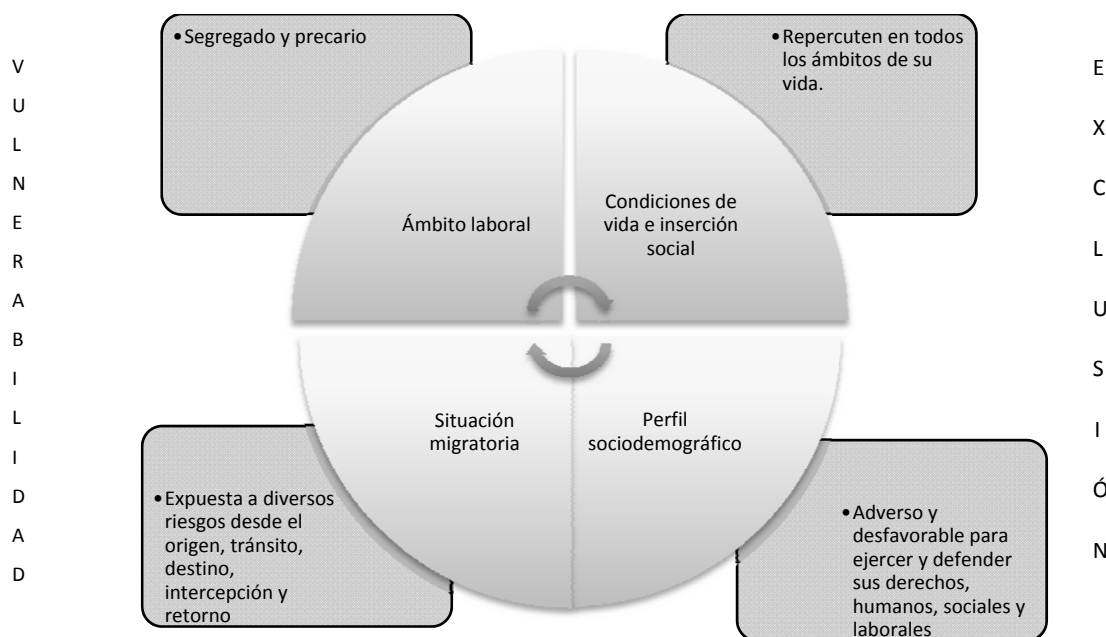 VULNERABILIDAD
•Segregado y precario
•Repercuten en todos
los ámbitos de su
vida.
Ámbito laboral
Condiciones de
vida e inserción
social
Situación
migratoria
Perfil
sociodemográfico
•Expuesta a diversos
riesgos desde el
origen, tránsito,
destino,
intercepción y
retorno
•Adverso y
desfavorable para
ejercer y defender
sus derechos,
humanos, sociales y
laborales
EXCLUSIÓN